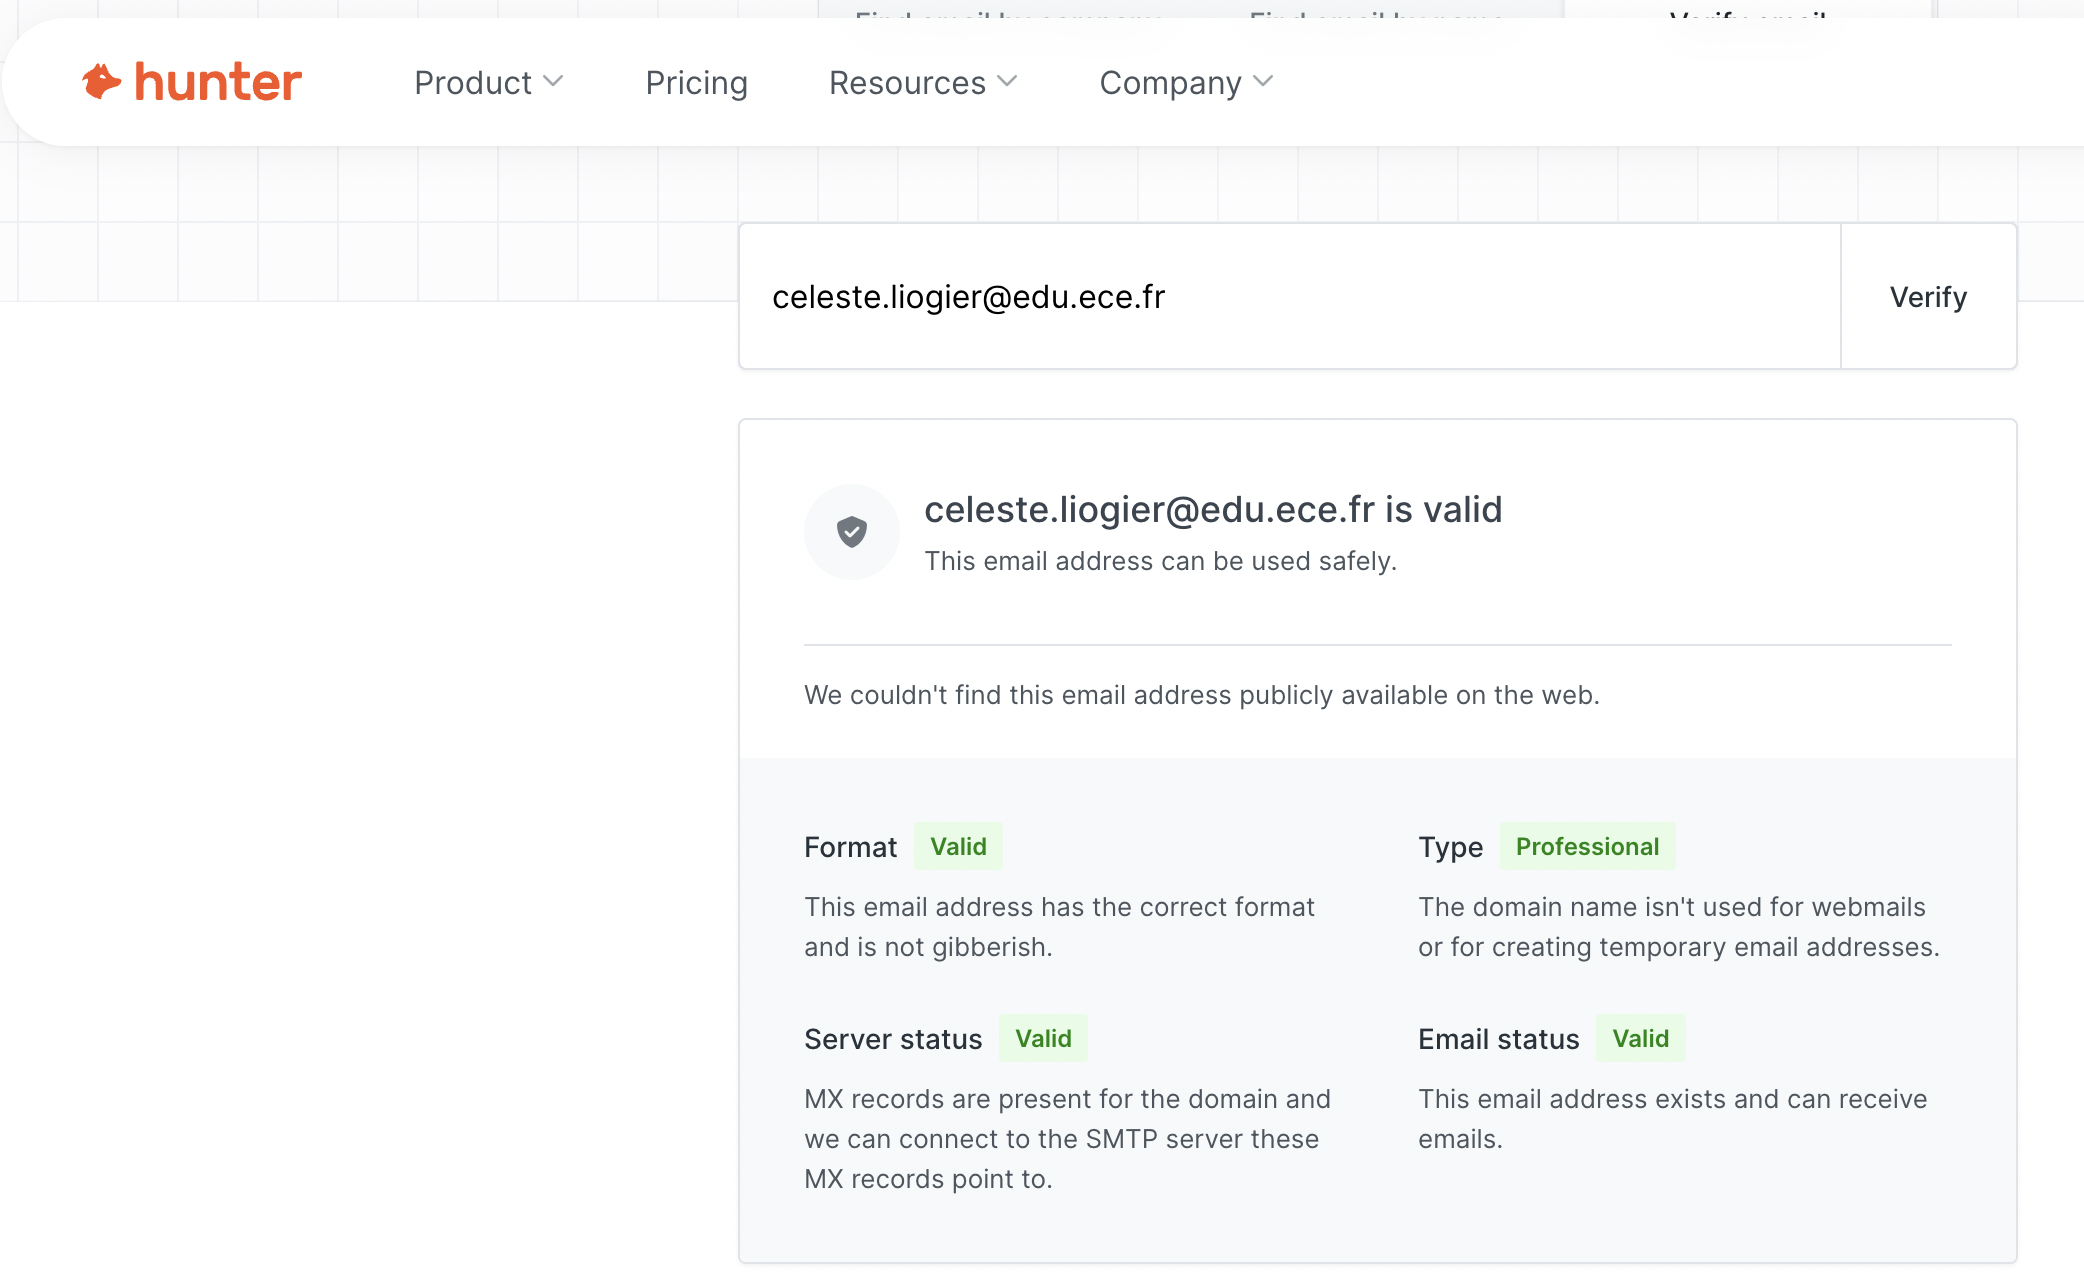 Verify email
hunter
Product
Pricing
Resources
Company
celeste.liogier@edu.ece.fr
Verify
celeste.liogier@edu.ece.fr is valid
This email address can be used safely.
We couldn't find this email address publicly available on the web.
Format Valid
This email address has the correct format
and is not gibberish.
Type Professional
The domain name isn't used for webmails
or for creating temporary email addresses.
Server status Valid
MX records are present for the domain and
we can connect to the SMTP server these
MX records point to.
Email status Valid
This email address exists and can receive
emails.